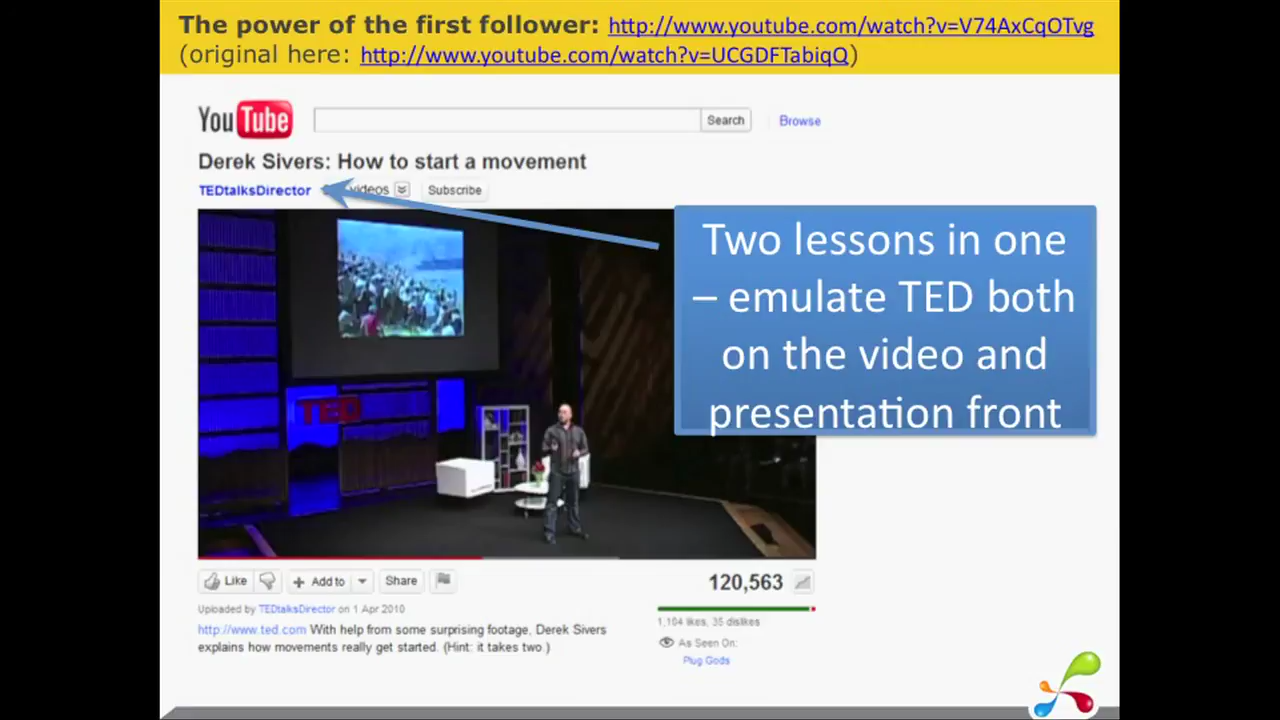 The power of the first follower: http://www.youtube.com/watch?v=V74AxCqOTvg
(original here: http://www.youtube.com/watch?v=UCGDFTabiqQ)
YouTube
Search
Browse
Derek Sivers: How to start a movement
TEDtalksDirector
videos
Subscribe
Two lessons in one
– emulate TED both
on the video and
presentation front
TED
Like
Add to
Share
120,563
Uploaded by TEDtalksDirector on 1 Apr 2010
1,104 likes, 35 dislikes
http://www.ted.com With help from some surprising footage, Derek Sivers
explains how movements really get started. (Hint: it takes two.)
As Seen On:
Plug Gods